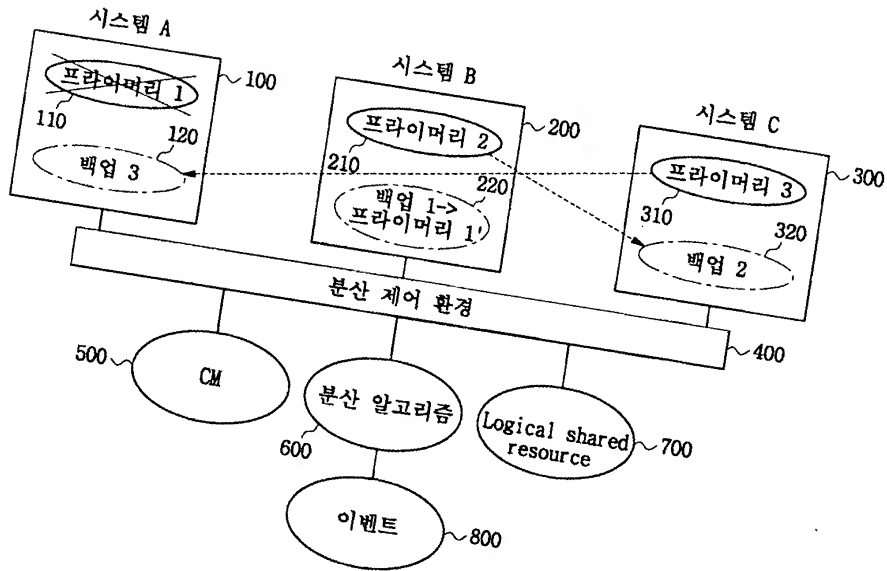 시스템 A
프라이머리 1
100
110
120
백업 3
시스템 B
프라이머리 2
200
210
220
백업 1->
프라이머리 1'
시스템 C
프라이머리 3
300
310
320
백업 2
분산 제어 환경
400
500
CM
분산 알고리즘
600
Logical shared
resource
700
이벤트
800